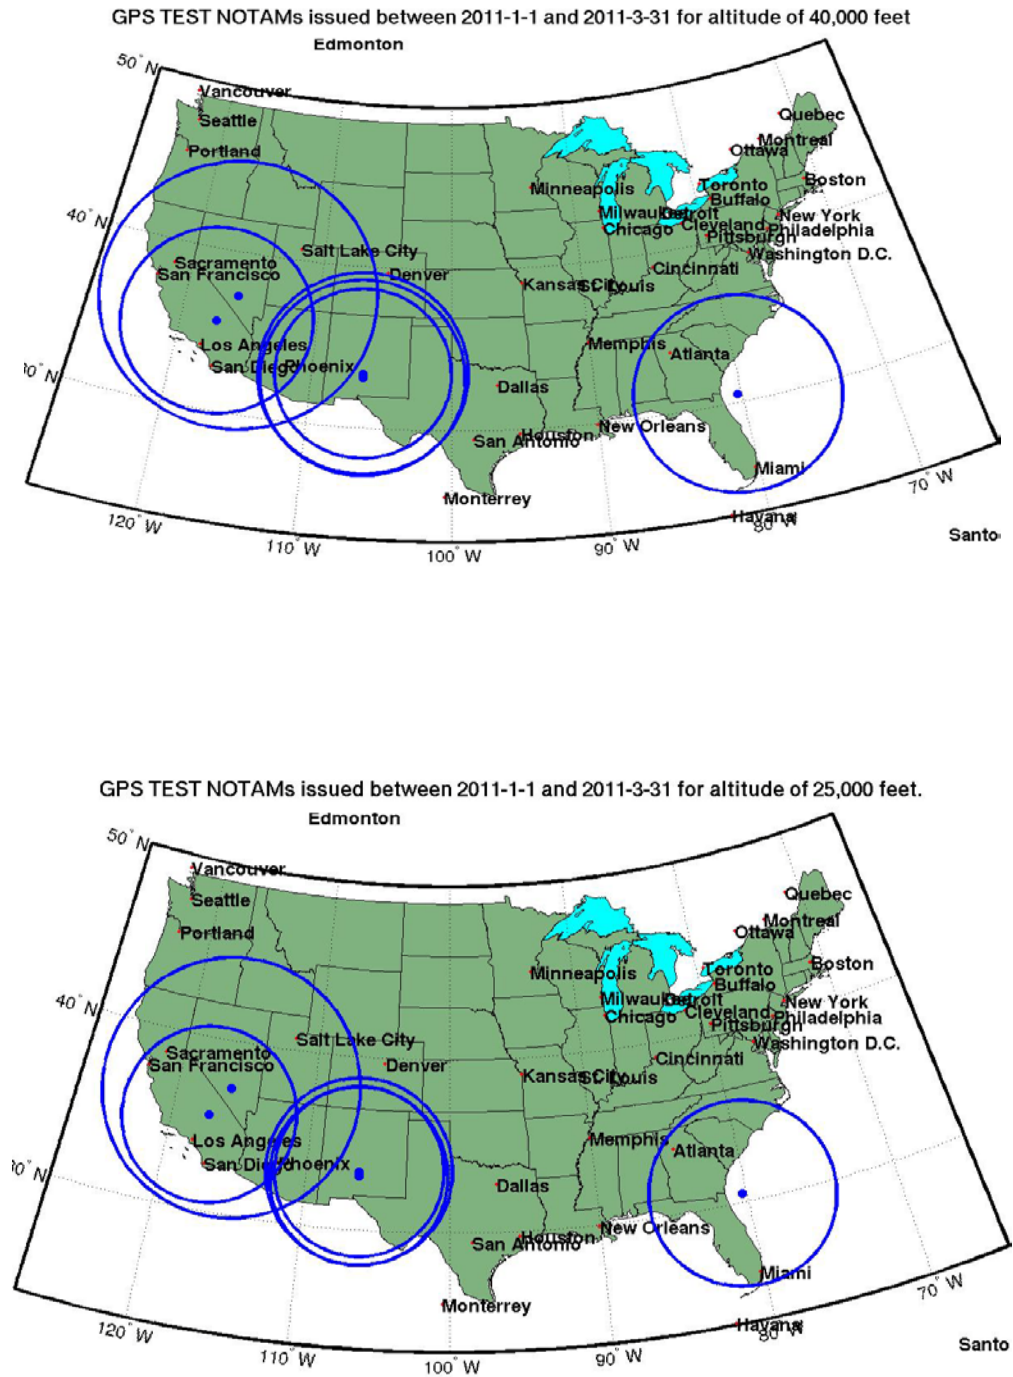 GPS TEST NOTAMs issued between 2011-1-1 and 2011-3-31 for altitude of 40,000 feet
Edmonton
50° N
Vancouver
Seattle
Quebec
Portland
Montreal
Ottawa
Boston
Minneapolis
Toronto
Buffalo
40° N
Milwaukee
Detroit
New York
Chicago
Cleveland
Philadelphia
Pittsburgh
Salt Lake City
Washington D.C.
Sacramento
San Francisco
Denver
Cincinnati
Kansas City
St. Louis
Los Angeles
Memphis
Atlanta
San Diego
Phoenix
Dallas
New Orleans
Houston
San Antonio
Miami
Monterrey
70° W
Havana
80° W
120° W
110° W
100° W
90° W
Santo
GPS TEST NOTAMs issued between 2011-1-1 and 2011-3-31 for altitude of 25,000 feet.
Edmonton
50° N
Vancouver
Seattle
Quebec
Montreal
Portland
Ottawa
Boston
Minneapolis
Toronto
Buffalo
40° N
Milwaukee
Detroit
New York
Chicago
Cleveland
Philadelphia
Pittsburgh
Salt Lake City
Washington D.C.
Sacramento
San Francisco
Denver
Cincinnati
Kansas City
St. Louis
Los Angeles
Memphis
Atlanta
San Diego
Phoenix
Dallas
New Orleans
Houston
San Antonio
Miami
70° W
Monterrey
Havana
80° W
120° W
110° W
100° W
90° W
Santo